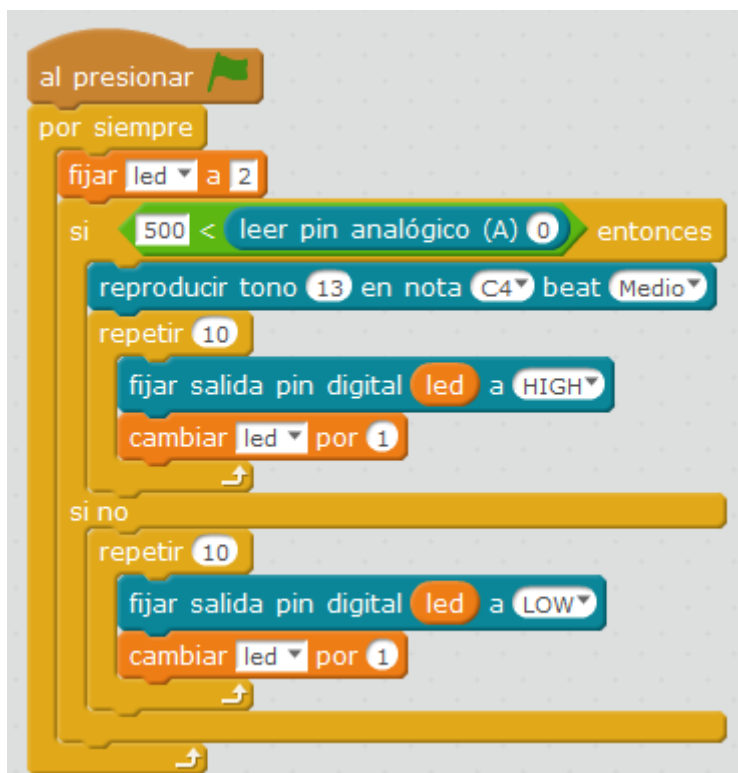 al presionar
por siempre
fijar led a 2
si 500 < leer pin analógico (A) 0 entonces
reproducir tono 13 en nota C4 beat Medio
repetir 10
fijar salida pin digital led a HIGH
cambiar led por 1
si no
repetir 10
fijar salida pin digital led a LOW
cambiar led por 1